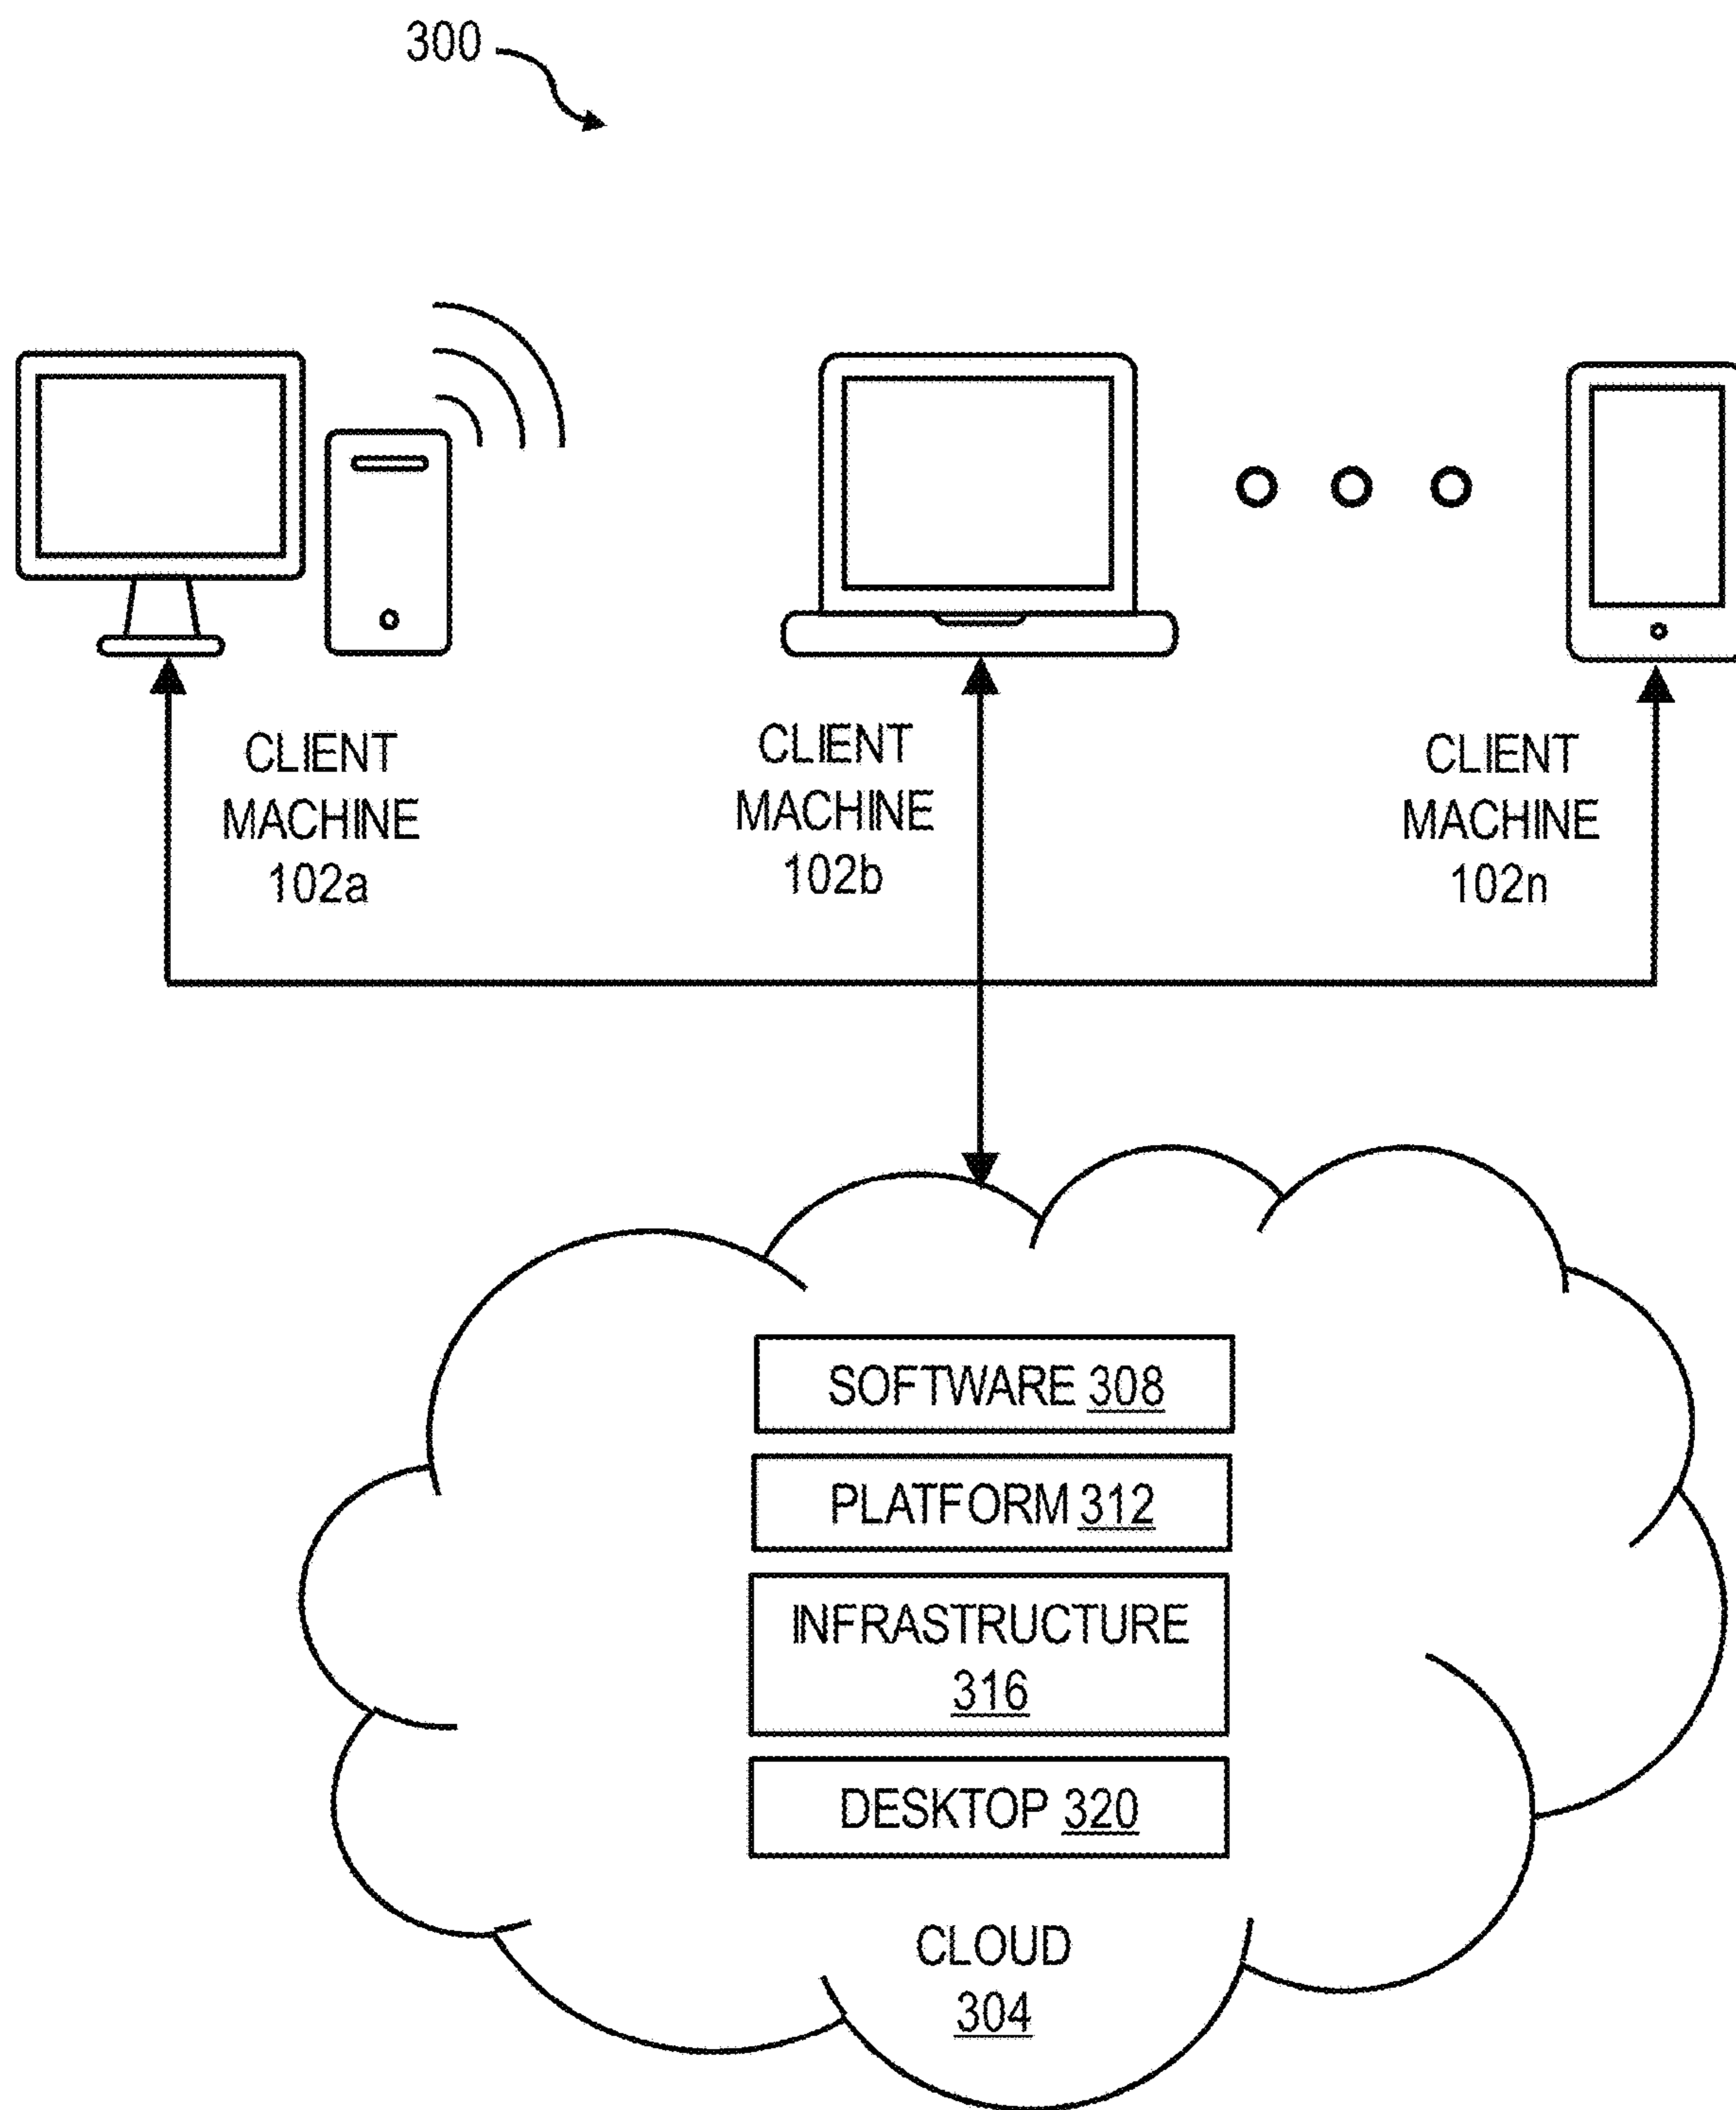 300
CLIENT
MACHINE
102a
CLIENT
MACHINE
102b
CLIENT
MACHINE
102n
SOFTWARE 308
PLATFORM 312
INFRASTRUCTURE
316
DESKTOP 320
CLOUD
304